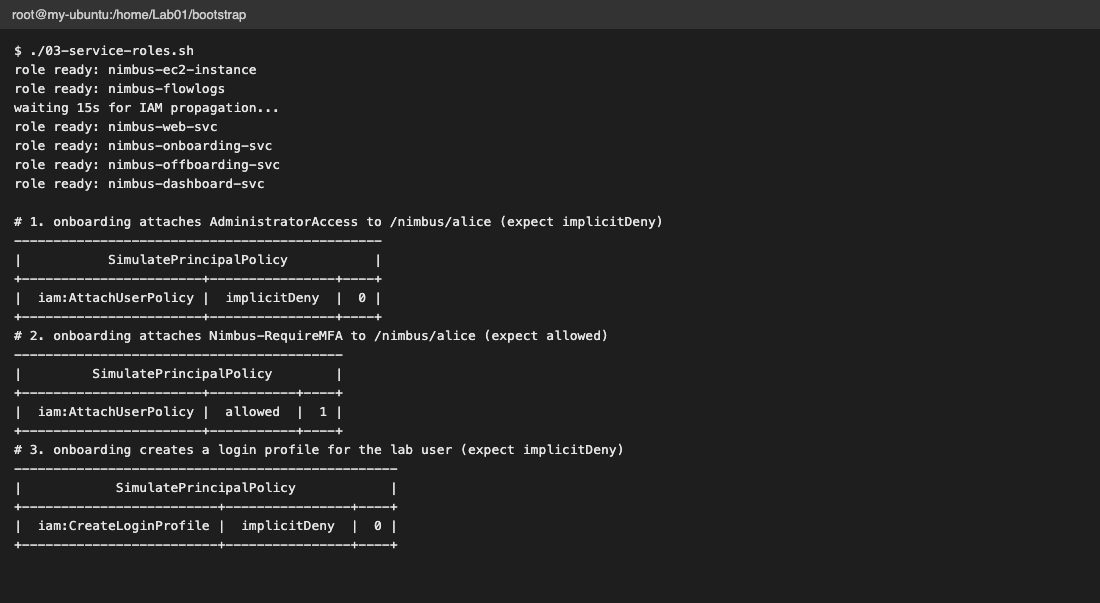 root@my-ubuntu:/home/Lab01/bootstrap
$ ./03-service-roles.sh
role ready: nimbus-ec2-instance
role ready: nimbus-flowlogs
waiting 15s for IAM propagation...
role ready: nimbus-web-svc
role ready: nimbus-onboarding-svc
role ready: nimbus-offboarding-svc
role ready: nimbus-dashboard-svc

# 1. onboarding attaches AdministratorAccess to /nimbus/alice (expect implicitDeny)
-----------------------------------------------
|           SimulatePrincipalPolicy           |
+-----------------------+----------------+----+
|  iam:AttachUserPolicy |  implicitDeny  |  0 |
+-----------------------+----------------+----+
# 2. onboarding attaches Nimbus-RequireMFA to /nimbus/alice (expect allowed)
------------------------------------------
|         SimulatePrincipalPolicy        |
+-----------------------+-----------+----+
|  iam:AttachUserPolicy |  allowed  |  1 |
+-----------------------+-----------+----+
# 3. onboarding creates a login profile for the lab user (expect implicitDeny)
-------------------------------------------------
|            SimulatePrincipalPolicy            |
+-------------------------+----------------+----+
|  iam:CreateLoginProfile |  implicitDeny  |  0 |
+-------------------------+----------------+----+